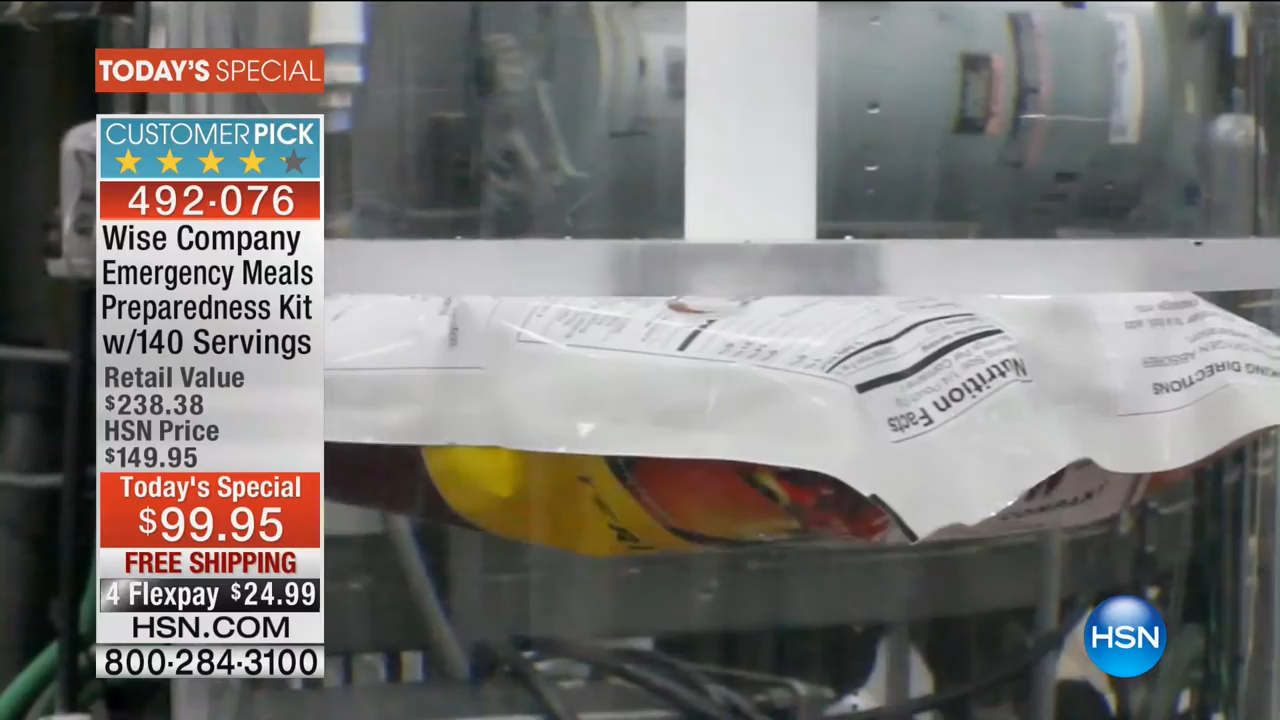 TODAY'S SPECIAL
CUSTOMER PICK
492-076
Wise Company
Emergency Meals
Preparedness Kit
w/140 Servings
Retail Value
$238.38
HSN Price
$149.95
Today's Special
$99.95
FREE SHIPPING
4 Flexpay $24.99
HSN.COM
800-284-3100
Nutrition Facts
KING DIRECTIONS
HSN